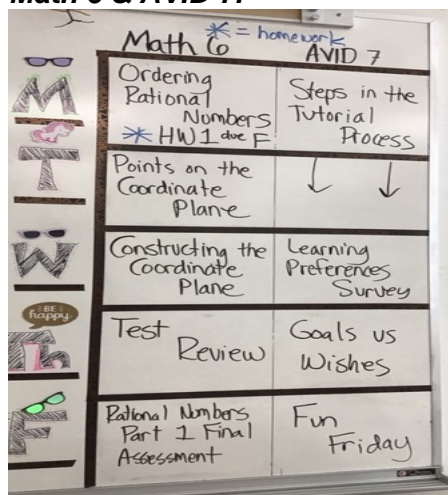 Math 6 & AVID 7!
* = homework
Math 6
AVID 7
M
Ordering
Rational
Numbers
* HW1 due F
Steps in the
Tutorial
Process
T
Points on the
Coordinate
Plane
W
Constructing the
Coordinate
Plane
Learning
Preferences
Survey
BE
happy
Th
Test
Review
Goals vs
Wishes
F
Rational Numbers
Part 1 Final
Assessment
Fun
Friday